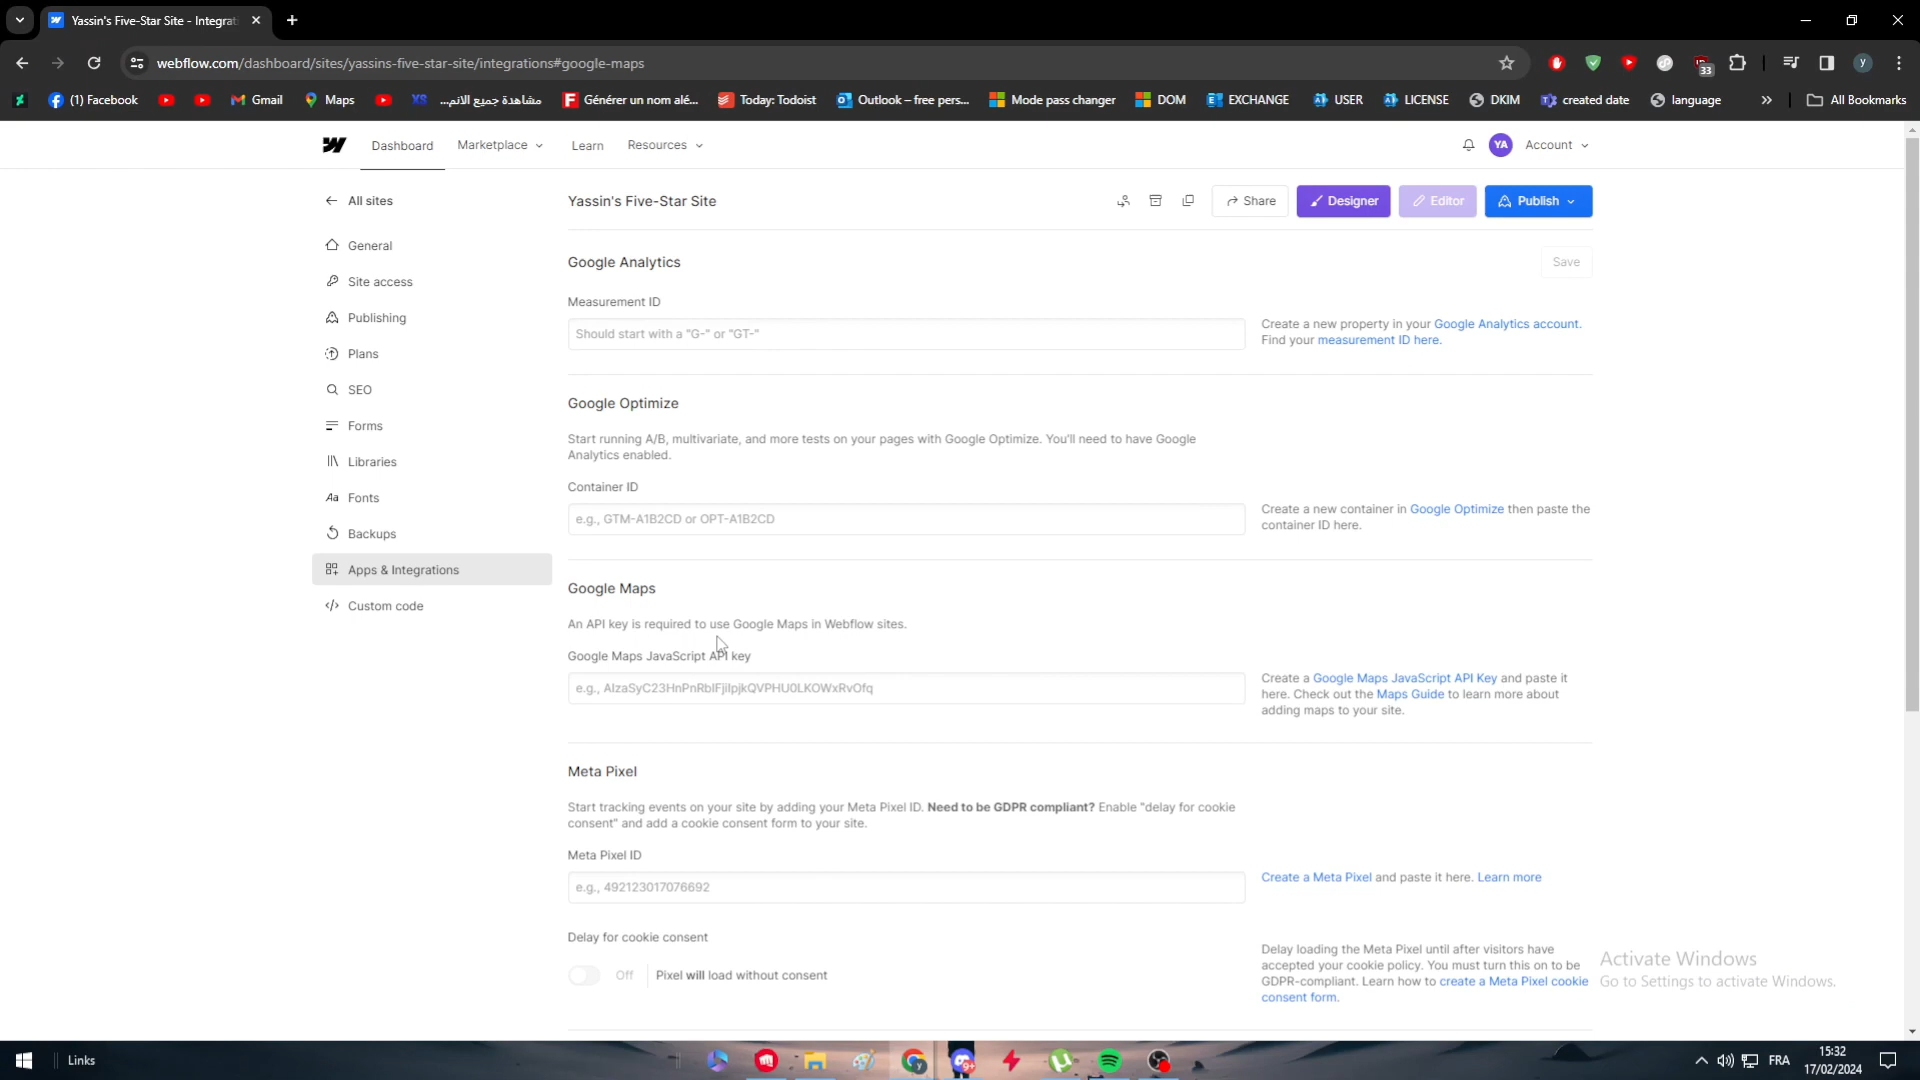 Yassin's Five-Star Site - Integrat
webflow.com/dashboard/sites/yassins-five-star-site/integrations#google-maps
33
y
(1) Facebook
Gmail
Maps
مشاهدة جميع الانم...
Générer un nom alé...
Today: Todoist
Outlook – free pers...
Mode pass changer
DOM
EXCHANGE
USER
LICENSE
DKIM
created date
language
»
All Bookmarks
Dashboard
Marketplace
Learn
Resources
YA
Account
All sites
Yassin's Five-Star Site
Share
Designer
Editor
Publish
General
Site access
Publishing
Plans
SEO
Forms
Libraries
Aa Fonts
Backups
Apps & Integrations
Custom code
Google Analytics
Save
Measurement ID
Should start with a "G-" or "GT-"
Create a new property in your Google Analytics account.
Find your measurement ID here.
Google Optimize
Start running A/B, multivariate, and more tests on your pages with Google Optimize. You'll need to have Google
Analytics enabled.
Container ID
e.g., GTM-A1B2CD or OPT-A1B2CD
Create a new container in Google Optimize then paste the
container ID here.
Google Maps
An API key is required to use Google Maps in Webflow sites.
Google Maps JavaScript API key
e.g., AIzaSyC23HnPnRbIFjiIpjkQVPHU0LKOWxRvOfq
Create a Google Maps JavaScript API Key and paste it
here. Check out the Maps Guide to learn more about
adding maps to your site.
Meta Pixel
Start tracking events on your site by adding your Meta Pixel ID. Need to be GDPR compliant? Enable "delay for cookie
consent" and add a cookie consent form to your site.
Meta Pixel ID
e.g., 492123017076692
Create a Meta Pixel and paste it here. Learn more
Delay for cookie consent
Off
Pixel will load without consent
Delay loading the Meta Pixel until after visitors have
accepted your cookie policy. You must turn this on to be
GDPR-compliant. Learn how to create a Meta Pixel cookie
consent form.
Activate Windows
Go to Settings to activate Windows.
Links
FRA
15:32
17/02/2024